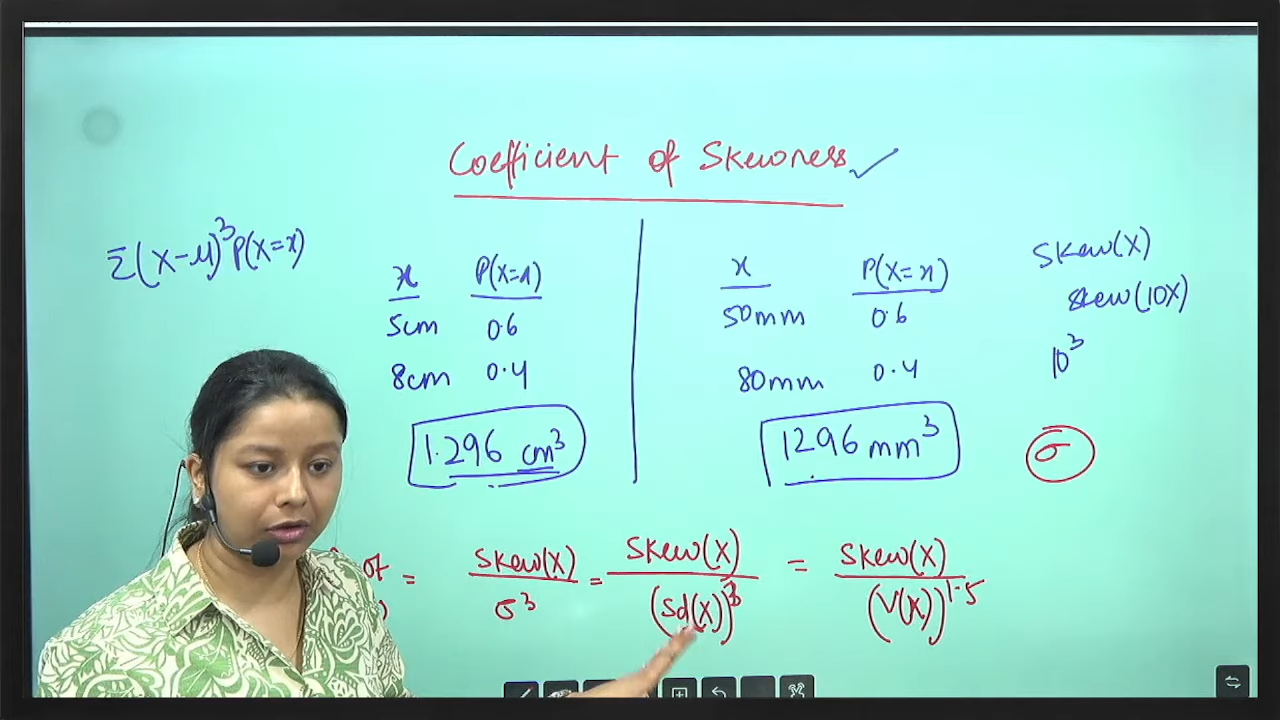 Coefficient of Skewness
Σ(X-μ)³P(X=x)
x P(X=x)
5cm 0.6
8cm 0.4
1.296 cm³
x P(X=x)
50mm 0.6
80mm 0.4
1296 mm³
Skew(X)
Skew(10X)
10³
σ
of = Skew(X)/σ³ = Skew(X)/(Sd(X))³ = Skew(X)/(V(X))^1.5